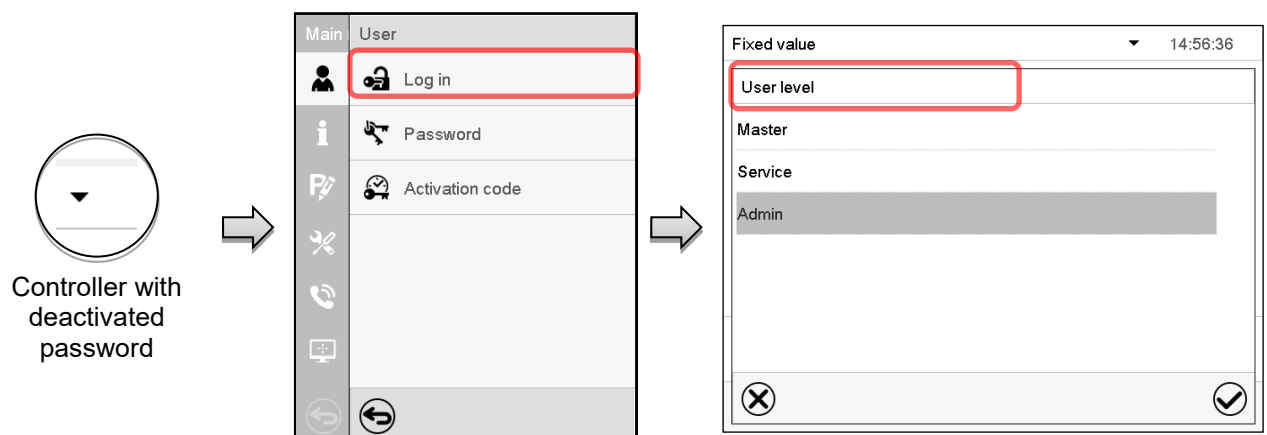 Controller with
deactivated
password
Main
User
Log in
Password
Activation code
Fixed value
14:56:36
User level
Master
Service
Admin